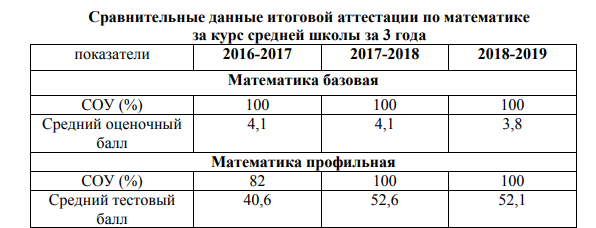 Сравнительные данные итоговой аттестации по математике
за курс средней школы за 3 года
показатели 2016-2017 2017-2018 2018-2019
Математика базовая
СОУ (%) 100 100 100
Средний оценочный балл 4,1 4,1 3,8
Математика профильная
СОУ (%) 82 100 100
Средний тестовый балл 40,6 52,6 52,1